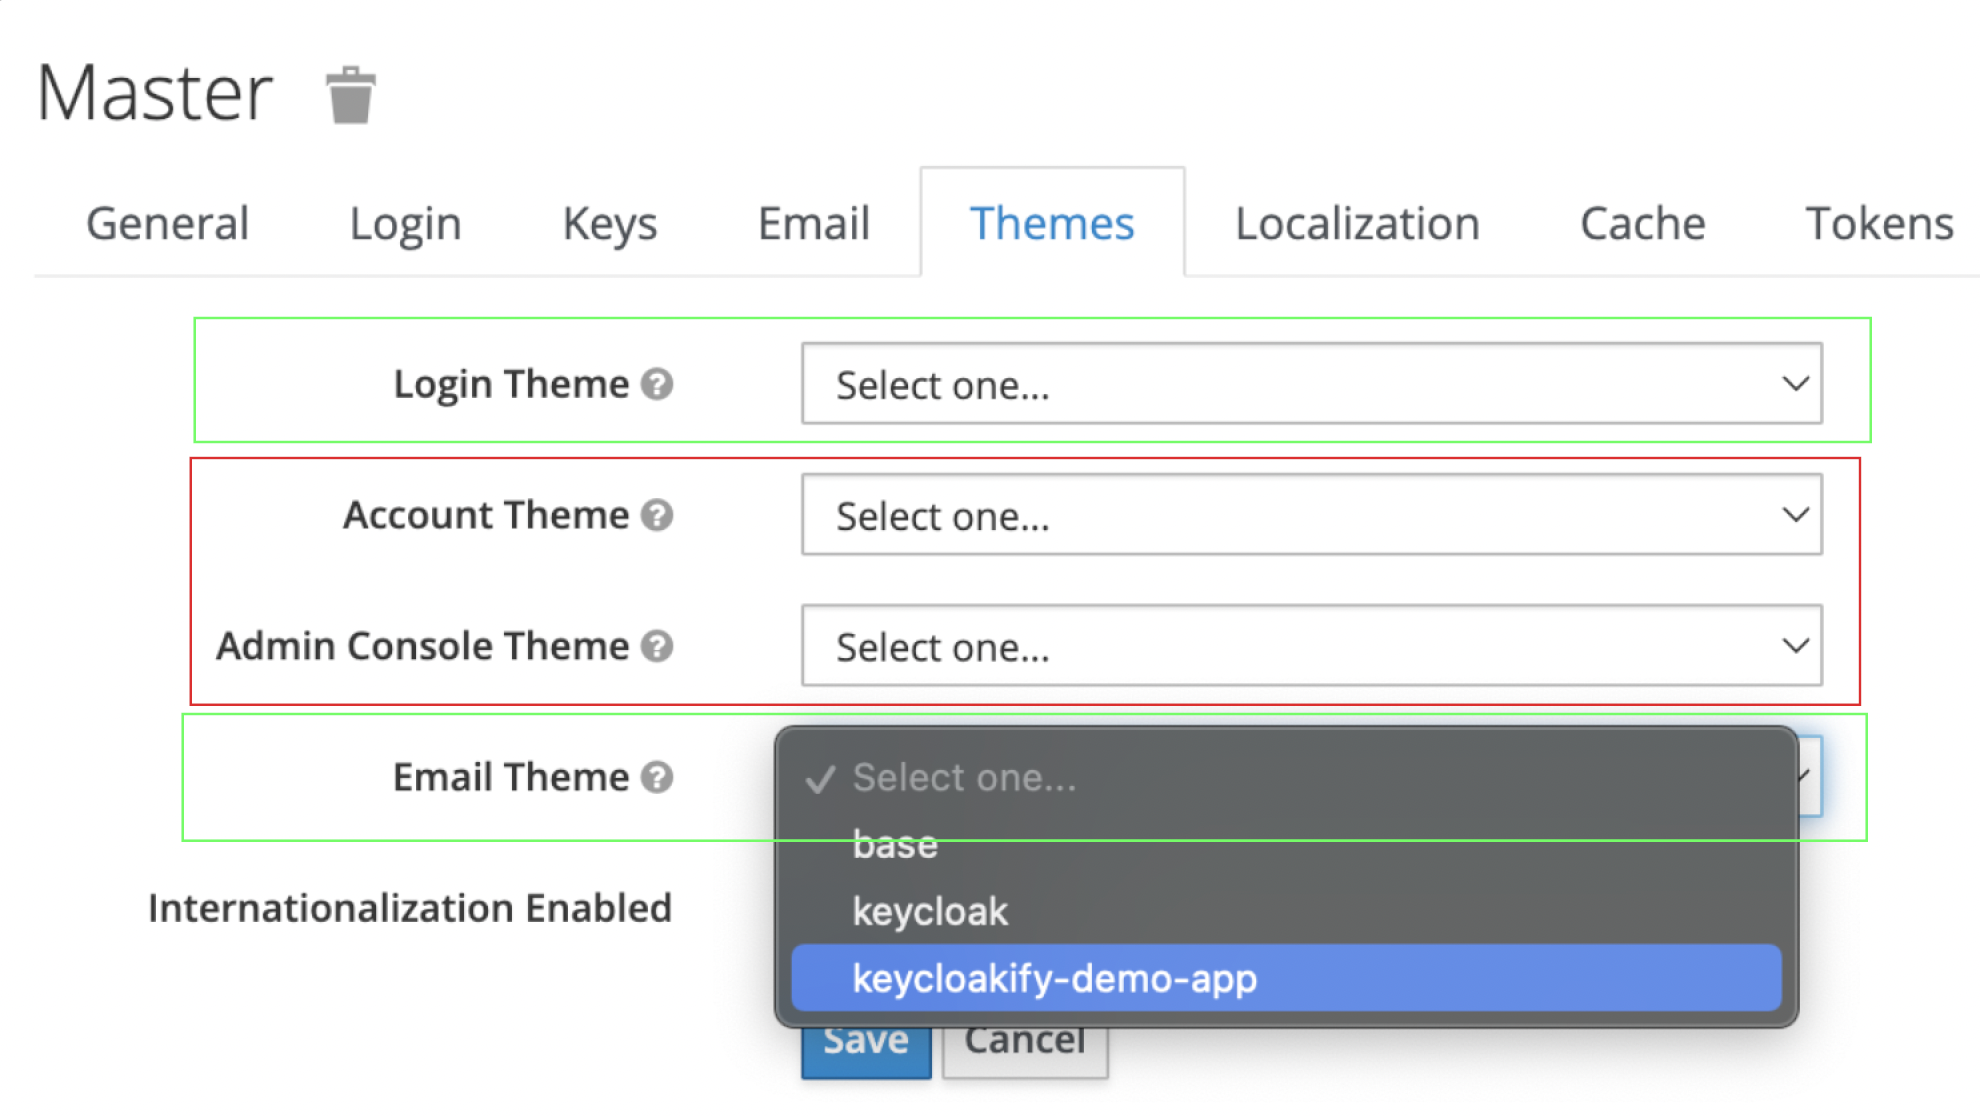 Master
General Login Keys Email Themes Localization Cache Tokens
Login Theme ? Select one...
Account Theme ? Select one...
Admin Console Theme ? Select one...
Email Theme ? ✓ Select one...
base
keycloak
keycloakify-demo-app
Internationalization Enabled
Save Cancel